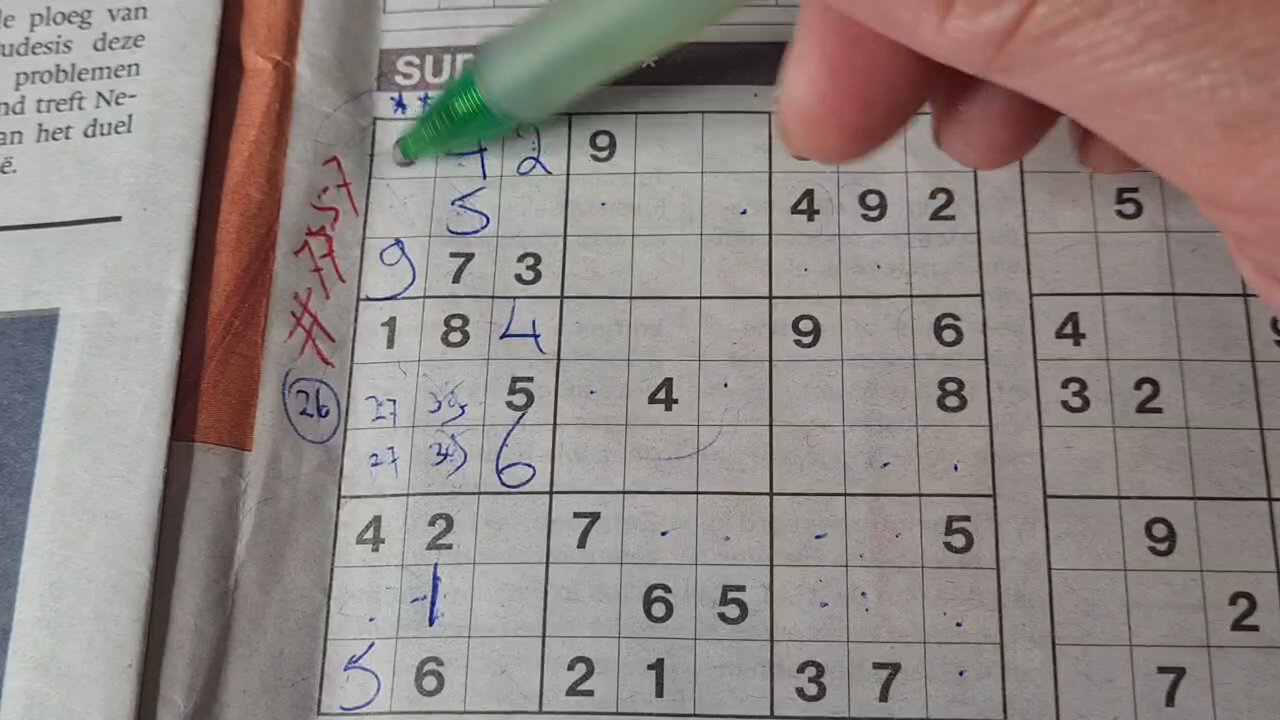 le ploeg van
udesis deze
problemen
nd treft Ne-
an het duel
ë.
SU
**
4 2 9
5 4 9 2 5
9 7 3
1 8 4 9 6 4
27 5 4 8 3 2
27 6
4 2 7 5 9
1 6 5 2
5 6 2 1 3 7 7
#7757
26